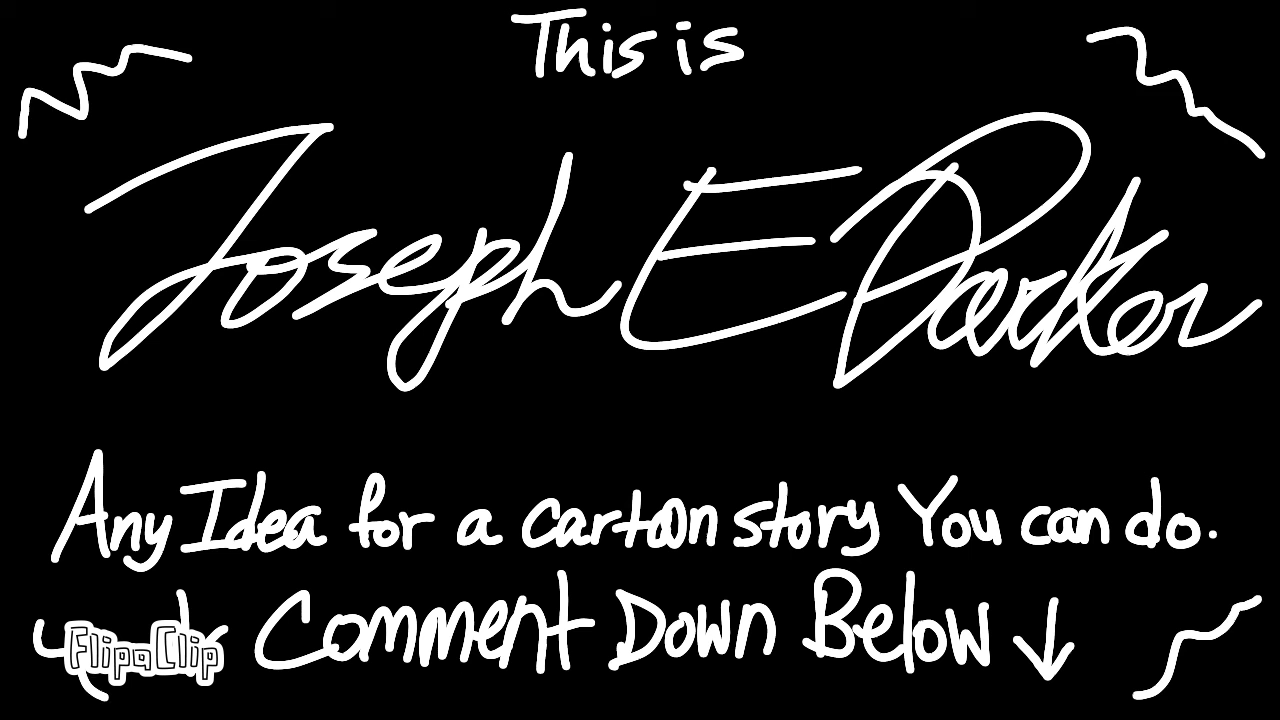 This is
Joseph E Parker
Any Idea for a cartoon story You can do.
Comment Down Below ↓
FlipaClip